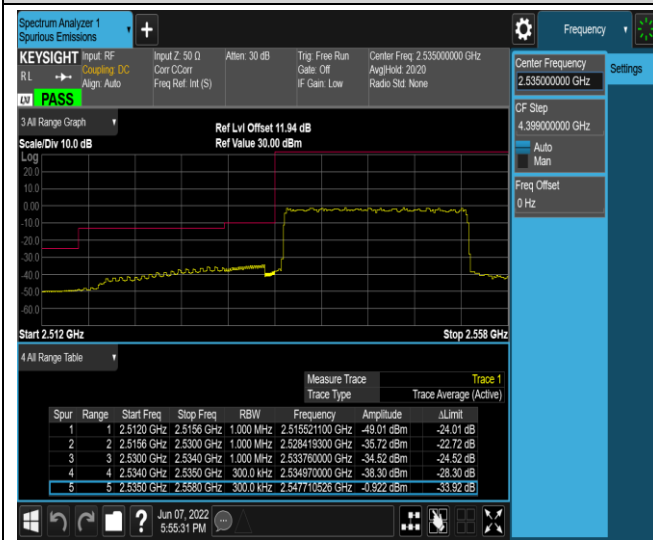 Spectrum Analyzer 1
Spurious Emissions
Frequency
KEYSIGHT Input: RF
Coupling: DC
Align: Auto
Input Z: 50 Ω
Corr CCorr
Freq Ref: Int (S)
Atten: 30 dB
Trig: Free Run
Gate: Off
IF Gain: Low
Center Freq: 2.535000000 GHz
Avg|Hold: 20/20
Radio Std: None
R L
LXI PASS
Center Frequency
2.535000000 GHz
Settings
CF Step
4.399000000 GHz
Auto
Man
Freq Offset
0 Hz
3 All Range Graph
Scale/Div 10.0 dB
Ref Lvl Offset 11.94 dB
Ref Value 30.00 dBm
Log
20.0
10.0
0.00
-10.0
-20.0
-30.0
-40.0
-50.0
-60.0
Start 2.512 GHz Stop 2.558 GHz
4 All Range Table
Measure Trace Trace 1
Trace Type Trace Average (Active)
Spur Range Start Freq Stop Freq RBW Frequency Amplitude ΔLimit
1 1 2.5120 GHz 2.5156 GHz 1.000 MHz 2.515521100 GHz -49.01 dBm -24.01 dB
2 2 2.5156 GHz 2.5300 GHz 1.000 MHz 2.528419300 GHz -35.72 dBm -22.72 dB
3 3 2.5300 GHz 2.5340 GHz 1.000 MHz 2.533760000 GHz -34.52 dBm -24.52 dB
4 4 2.5340 GHz 2.5350 GHz 300.0 kHz 2.534970000 GHz -38.30 dBm -28.30 dB
5 5 2.5350 GHz 2.5580 GHz 300.0 kHz 2.547710526 GHz -0.922 dBm -33.92 dB
Jun 07, 2022
5:55:31 PM